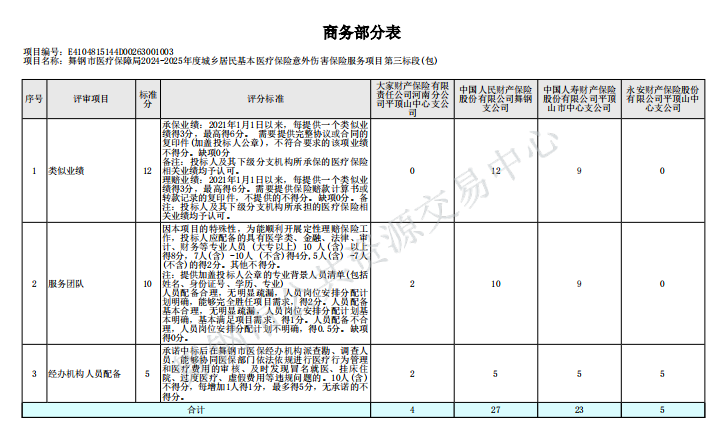 商务部分表
项目编号：E4104815144D00263001003
项目名称：舞钢市医疗保障局2024-2025年度城乡居民基本医疗保险意外伤害保险服务项目第三标段(包)
序号
评审项目
标准
分
评分标准
大家财产保险有限
责任公司河南分公
司平顶山中心支公
司
中国人民财产保险
股份有限公司舞钢
支公司
中国人寿财产保险
股份有限公司平顶
山市中心支公司
永安财产保险股份
有限公司平顶山中
心支公司
1
类似业绩
12
承保业绩：2021年1月1日以来，每提供一个类似业
绩得3分，最高得6分。 需要提供完整协议或合同的
复印件(加盖投标人公章)，不符合要求的该项业绩
不得分。缺项0分
备注：投标人及其下级分支机构所承保的医疗保险
相关业绩均予认可。
理赔业绩：2021年1月1日以来，每提供一个类似业
绩得3分，最高得6分。需要提供保险赔款计算书或
转款记录的复印件，不提供的不得分。缺项0分。备
注：投标人及其下级分支机构所承担的医疗保险相
关业绩均予认可。
0
12
9
0
2
服务团队
10
因本项目的特殊性，为能顺利开展定性理赔保险工
作，投标人应配备的具有医学类、金融、法律、审
计、财务等专业人员 (大专以上) 10 人(含) 以上
得8分， 7人(含) -10人 (不含)得4分,5人(含) -7人
(不含)的得2分。其他不得分。
注：提供加盖投标人公章的专业背景人员清单(包括
姓名、身份证号、学历、专业)
人员配备合理，无明显疏漏，人员岗位安排分配计
划明确，能够完全胜任项目需求，得2分。人员配备
基本合理，无明显疏漏，人员岗位安排分配计划基
本明确，基本满足项目需求，得1分。人员配备不合
理，人员岗位安排分配计划不明确，得0.5分。缺项
得0分。
2
10
9
0
3
经办机构人员配备
5
承诺中标后在舞钢市医保经办机构派查勘、调查人
员，能够协同医保部门依法依规进行医疗行为管理
和医疗费用的审核、及时发现冒名就医、挂床住
院、过度医疗、虚假费用等违规问题的。10人(含)
不得分，每增加1人得1分，最多得5分，无承诺的不
得分。
2
5
5
5
合计
4
27
23
5